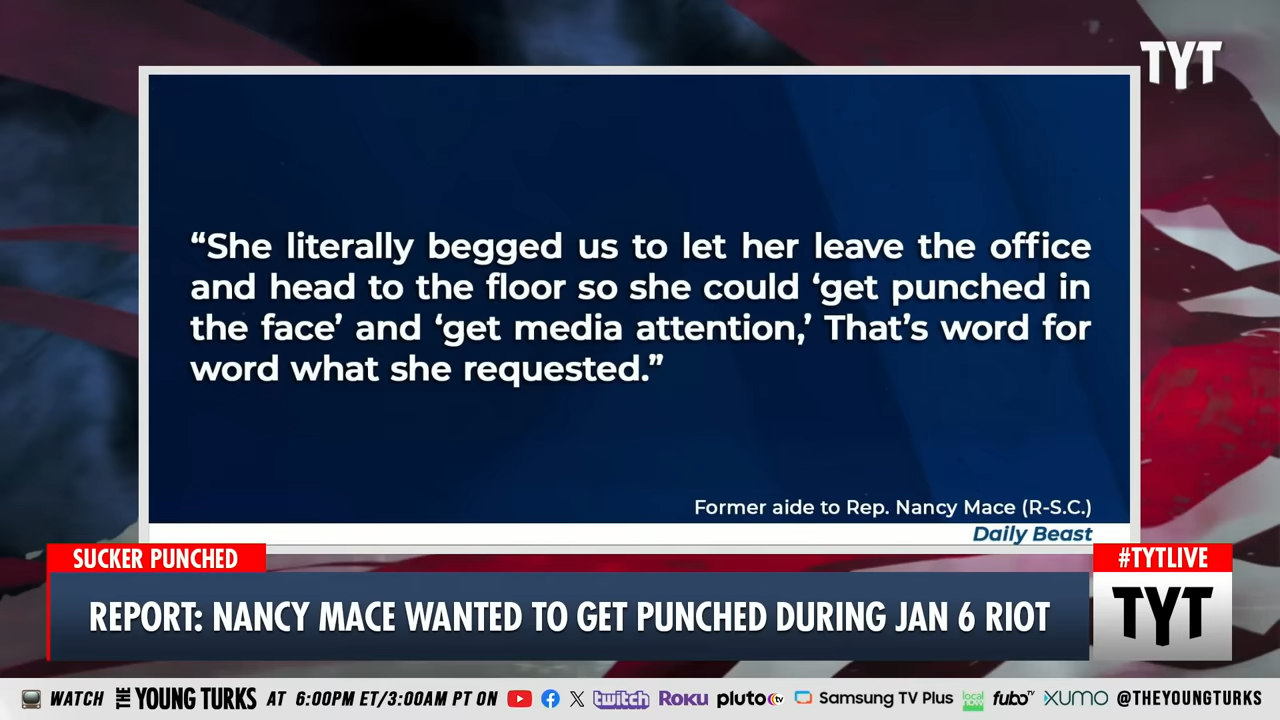 TYT
“She literally begged us to let her leave the office
and head to the floor so she could ‘get punched in
the face’ and ‘get media attention,’ That’s word for
word what she requested.”
Former aide to Rep. Nancy Mace (R-S.C.)
Daily Beast
SUCKER PUNCHED
#TYTLIVE
REPORT: NANCY MACE WANTED TO GET PUNCHED DURING JAN 6 RIOT
TYT
WATCH THE YOUNG TURKS AT 6:00PM ET/3:00AM PT ON twitch Roku pluto tv Samsung TV Plus local now fubo TV XUMO @THEYOUNGTURKS